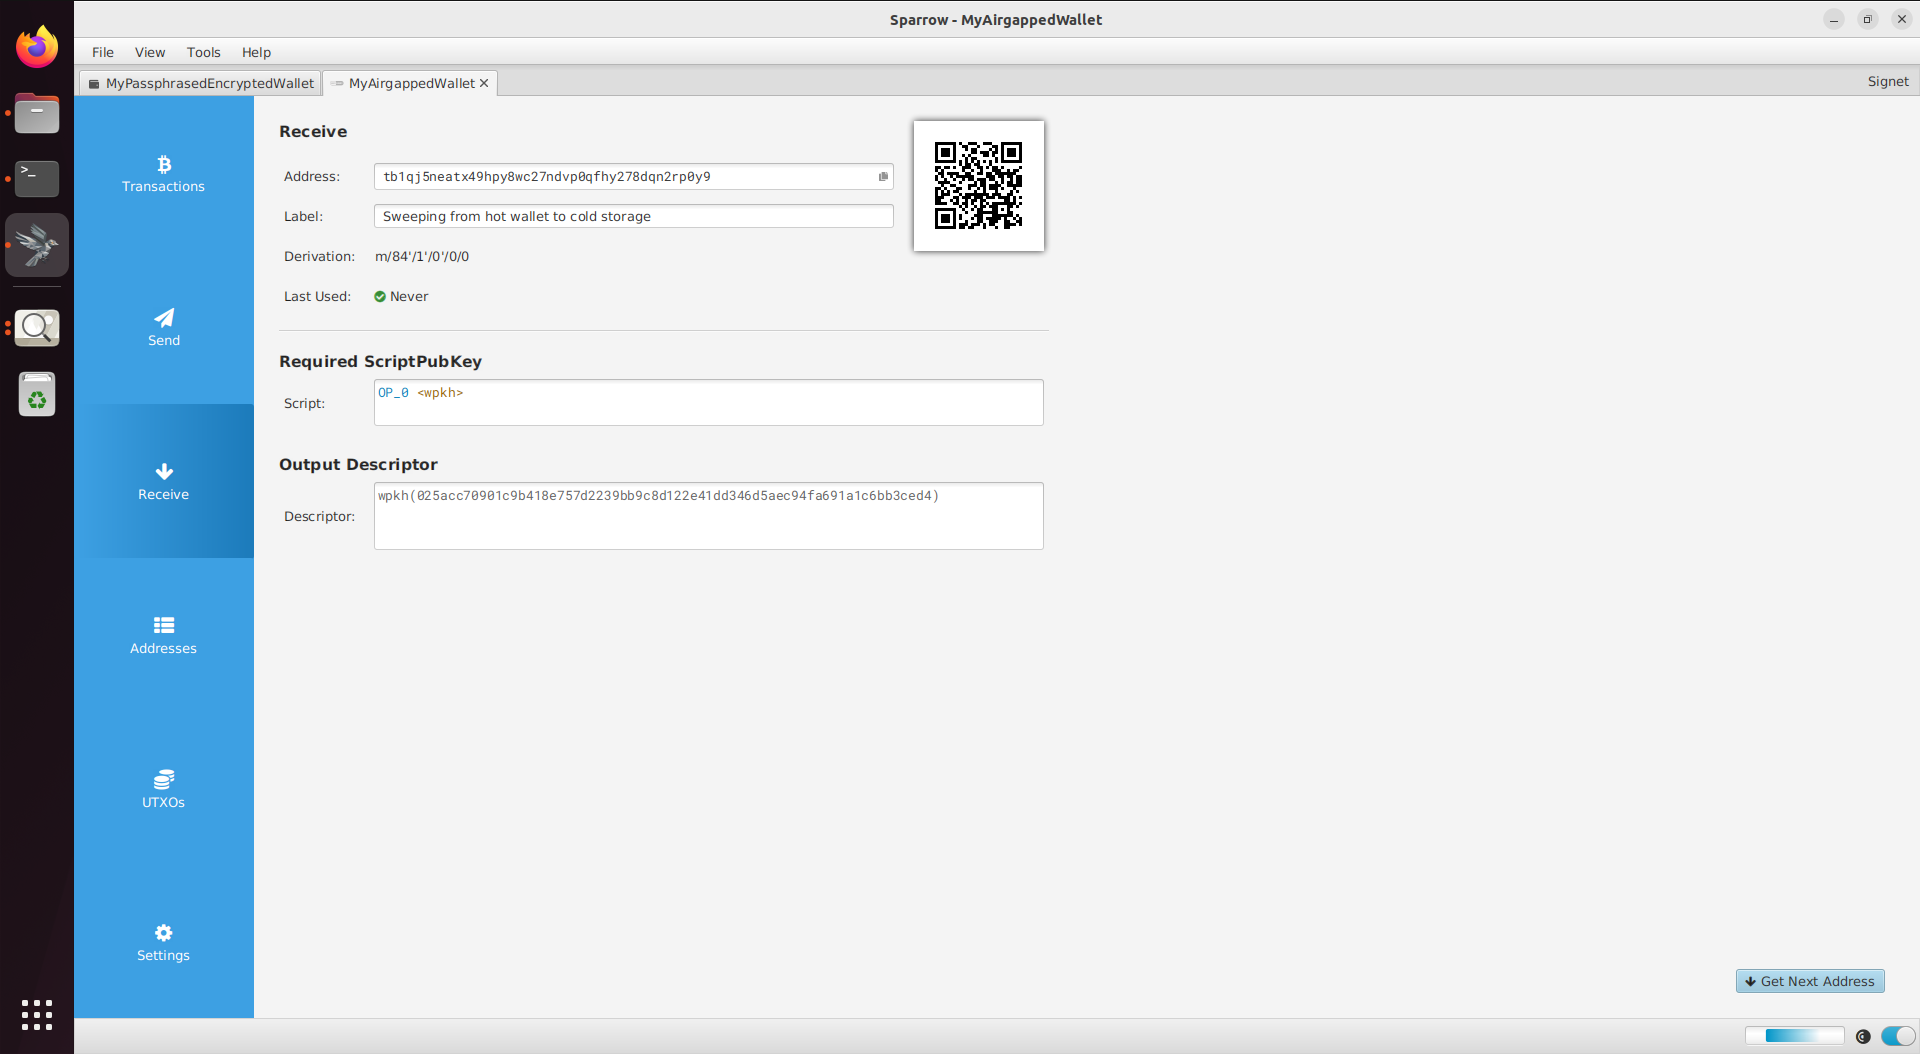 Sparrow - MyAirgappedWallet
File View Tools Help
MyPassphrasedEncryptedWallet MyAirgappedWallet Signet
Receive
Address: tb1qj5neatx49hpy8wc27ndvp0qfhy278dqn2rp0y9
Label: Sweeping from hot wallet to cold storage
Derivation: m/84'/1'/0'/0/0
Last Used: Never
Required ScriptPubKey
Script: OP_0 <wpkh>
Output Descriptor
Descriptor: wpkh(025acc70901c9b418e757d2239bb9c8d122e41dd346d5aec94fa691a1c6bb3ced4)
Transactions
Send
Receive
Addresses
UTXOs
Settings
Get Next Address